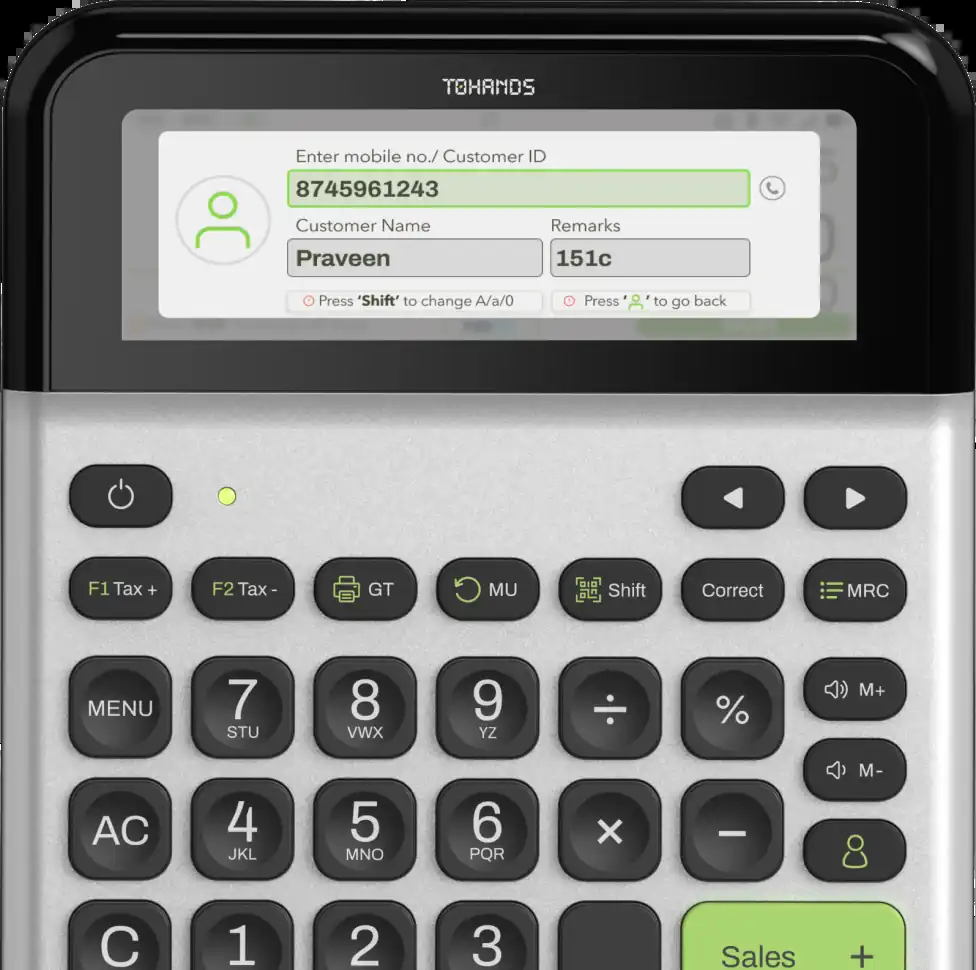 TOHANDS
Enter mobile no./ Customer ID
8745961243
Customer Name Remarks
Praveen 151c
Press 'Shift' to change A/a/0 Press ' ' to go back
F1 Tax + F2 Tax - GT MU Shift Correct MRC
MENU 7 8 9 ÷ % M+
STU VWX YZ
M-
AC 4 5 6 × −
JKL MNO PQR
C 1 2 3 Sales +